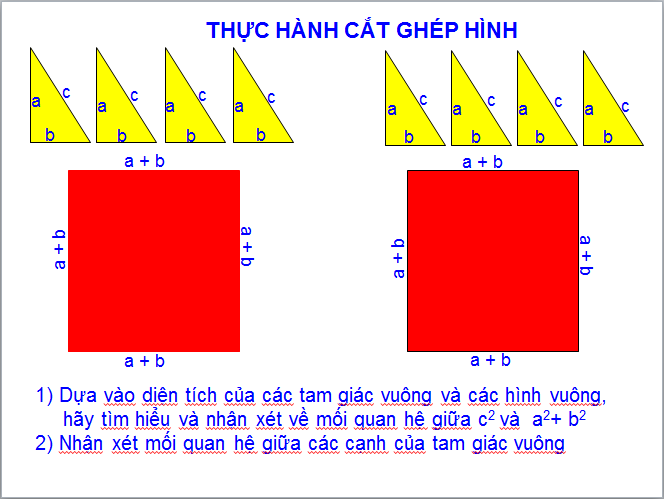 THỰC HÀNH CẮT GHÉP HÌNH
a c b a c b a c b a c b
a c b a c b a c b a c b
a + b
a + b
a + b
a + b
a + b
a + b
a + b
a + b
1) Dựa vào diện tích của các tam giác vuông và các hình vuông,
hãy tìm hiểu và nhận xét về mối quan hệ giữa c² và a²+ b²
2) Nhận xét mối quan hệ giữa các cạnh của tam giác vuông